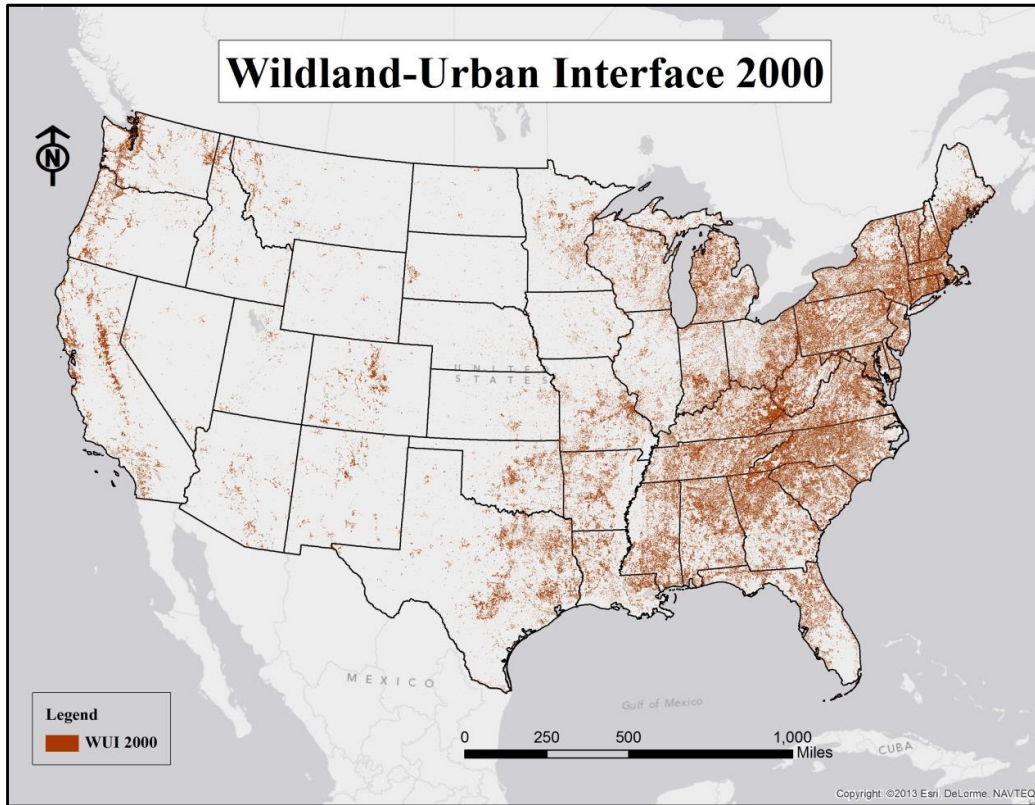 Wildland-Urban Interface 2000
N
UNITED
STATES
MEXICO
Gulf of Mexico
CUBA
Legend
WUI 2000
0 250 500 1,000
Miles
Copyright: ©2013 Esri, DeLorme, NAVTEQ